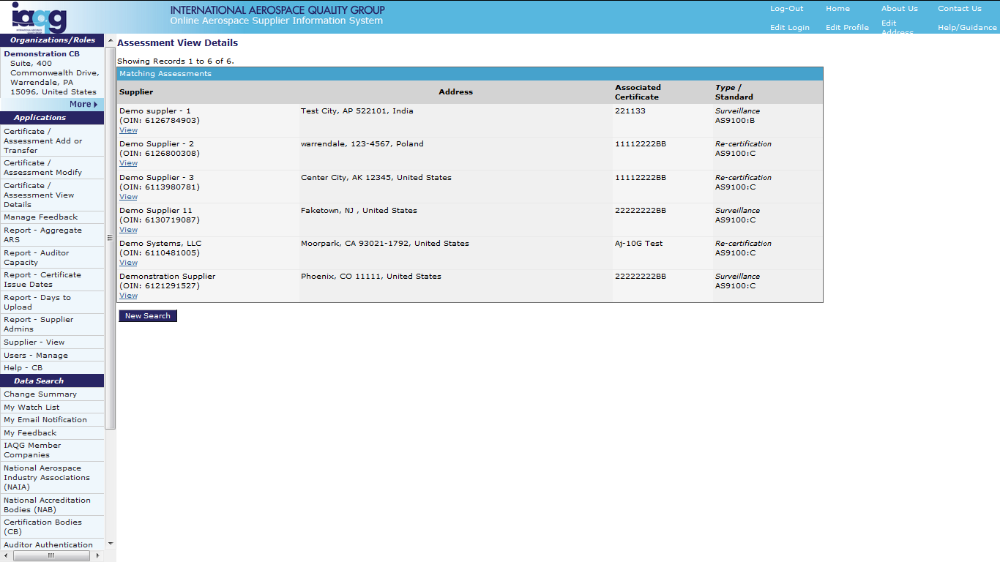 iaqg
INTERNATIONAL AEROSPACE QUALITY GROUP
INTERNATIONAL AEROSPACE QUALITY GROUP
Online Aerospace Supplier Information System
Log-Out
Home
About Us
Contact Us
Edit Login
Edit Profile
Edit
Address
Help/Guidance
Organizations/Roles
Demonstration CB
Suite, 400
Commonwealth Drive,
Warrendale, PA
15096, United States
More
Applications
Certificate /
Assessment Add or
Transfer
Certificate /
Assessment Modify
Certificate /
Assessment View
Details
Manage Feedback
Report - Aggregate
ARS
Report - Auditor
Capacity
Report - Certificate
Issue Dates
Report - Days to
Upload
Report - Supplier
Admins
Supplier - View
Users - Manage
Help - CB
Data Search
Change Summary
My Watch List
My Email Notification
My Feedback
IAQG Member
Companies
National Aerospace
Industry Associations
(NAIA)
National Accreditation
Bodies (NAB)
Certification Bodies
(CB)
Auditor Authentication
Assessment View Details
Showing Records 1 to 6 of 6.
Matching Assessments
Supplier
Address
Associated
Certificate
Type /
Standard
Demo suppler - 1
(OIN: 6126784903)
View
Test City, AP 522101, India
221133
Surveillance
AS9100:B
Demo Supplier - 2
(OIN: 6126800308)
View
warrendale, 123-4567, Poland
11112222BB
Re-certification
AS9100:C
Demo Supplier - 3
(OIN: 6113980781)
View
Center City, AK 12345, United States
11112222BB
Re-certification
AS9100:C
Demo Supplier 11
(OIN: 6130719087)
View
Faketown, NJ , United States
22222222BB
Surveillance
AS9100:C
Demo Systems, LLC
(OIN: 6110481005)
View
Moorpark, CA 93021-1792, United States
Aj-10G Test
Re-certification
AS9100:C
Demonstration Supplier
(OIN: 6121291527)
View
Phoenix, CO 11111, United States
22222222BB
Surveillance
AS9100:C
New Search